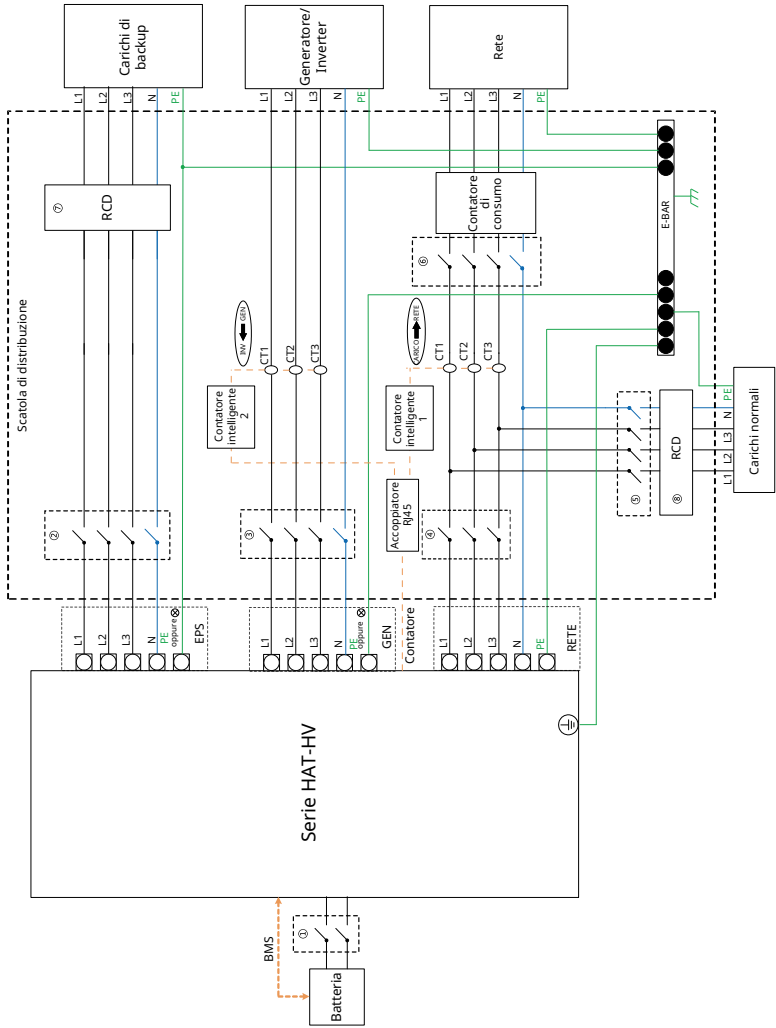 Carichi di
backup
Generatore/
Inverter
Rete
L1
L2
L3
N
PE
L1
L2
L3
N
PE
L1
L2
L3
N
PE
Scatola di distribuzione
⑦
RCD
Contatore
di
consumo
E-BAR
⑥
INV
GEN
CARICO
RETE
CT1
CT2
CT3
CT1
CT2
CT3
Contatore
intelligente
2
Contatore
intelligente
1
Accoppiatore
RJ45
②
③
④
⑤
RCD
⑧
L1
L2
L3
N
PE
Carichi normali
L1
L2
L3
N
PE
oppure
EPS
L1
L2
L3
N
PE
oppure
GEN
Contatore
L1
L2
L3
N
PE
RETE
Serie HAT-HV
BMS
①
Batteria